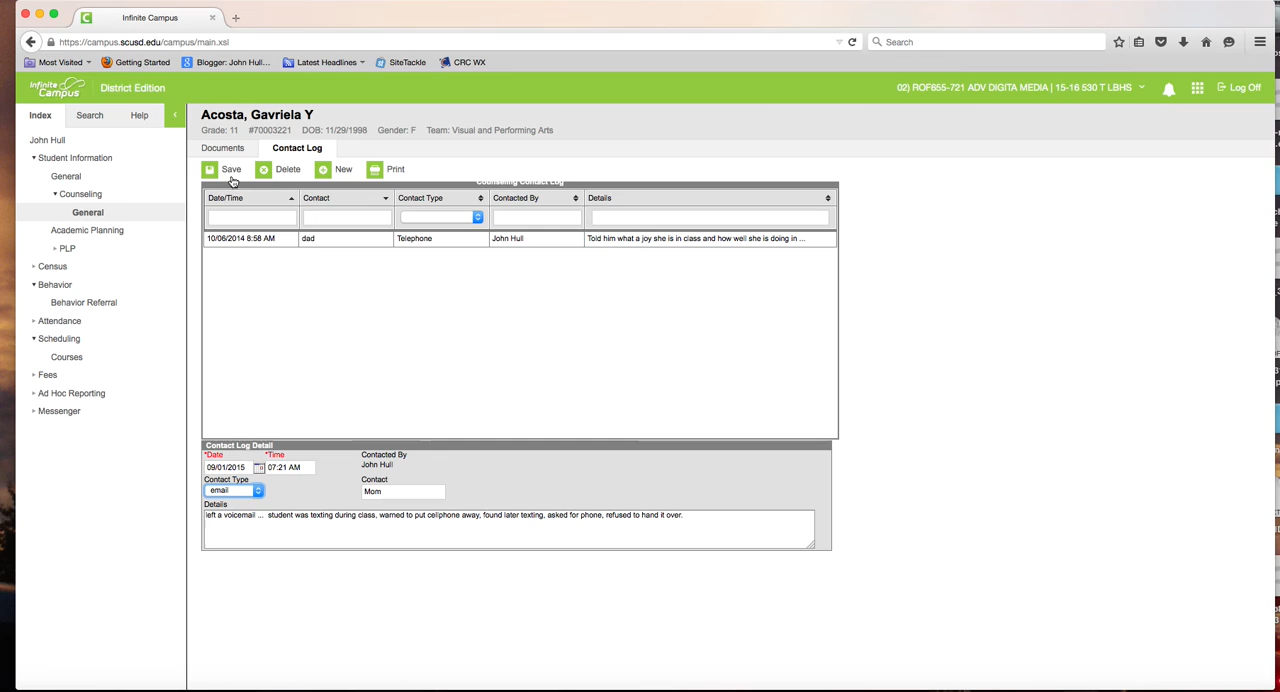 Infinite Campus
https://campus.scusd.edu/campus/main.xsl
Search
Most Visited
Getting Started
Blogger: John Hull...
Latest Headlines
SiteTackle
CRC WX
Infinite Campus
District Edition
02) ROF655-721 ADV DIGITA MEDIA | 15-16 530 T LBHS
Log Off
Index
Search
Help
John Hull
Student Information
General
Counseling
General
Academic Planning
PLP
Census
Behavior
Behavior Referral
Attendance
Scheduling
Courses
Fees
Ad Hoc Reporting
Messenger
Acosta, Gavriela Y
Grade: 11 #70003221 DOB: 11/29/1998 Gender: F Team: Visual and Performing Arts
Documents
Contact Log
Save
Delete
New
Print
Counseling Contact Log
Date/Time
Contact
Contact Type
Contacted By
Details
10/06/2014 8:58 AM
dad
Telephone
John Hull
Told him what a joy she is in class and how well she is doing in ...
Contact Log Detail
*Date
*Time
Contacted By
09/01/2015
07:21 AM
John Hull
Contact Type
Contact
email
Mom
Details
left a voicemail ... student was texting during class, warned to put cellphone away, found later texting, asked for phone, refused to hand it over.